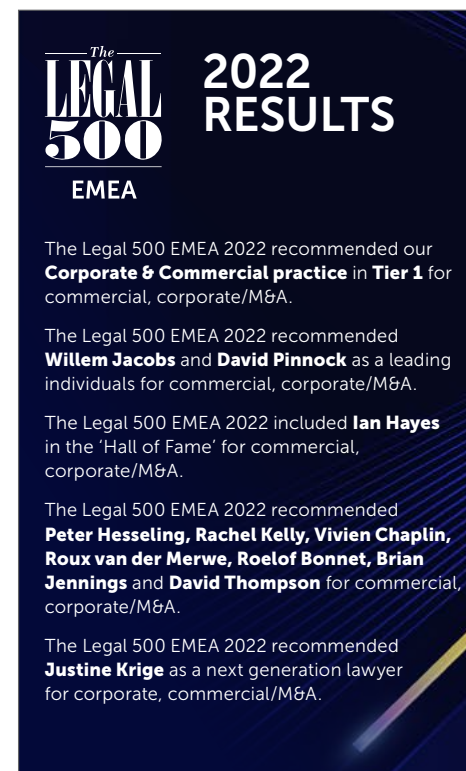 The
LEGAL
500
EMEA
2022
RESULTS
The Legal 500 EMEA 2022 recommended our
Corporate & Commercial practice in Tier 1 for
commercial, corporate/M&A.
The Legal 500 EMEA 2022 recommended
Willem Jacobs and David Pinnock as a leading
individuals for commercial, corporate/M&A.
The Legal 500 EMEA 2022 included Ian Hayes
in the ‘Hall of Fame’ for commercial,
corporate/M&A.
The Legal 500 EMEA 2022 recommended
Peter Hesseling, Rachel Kelly, Vivien Chaplin,
Roux van der Merwe, Roelof Bonnet, Brian
Jennings and David Thompson for commercial,
corporate/M&A.
The Legal 500 EMEA 2022 recommended
Justine Krige as a next generation lawyer
for corporate, commercial/M&A.